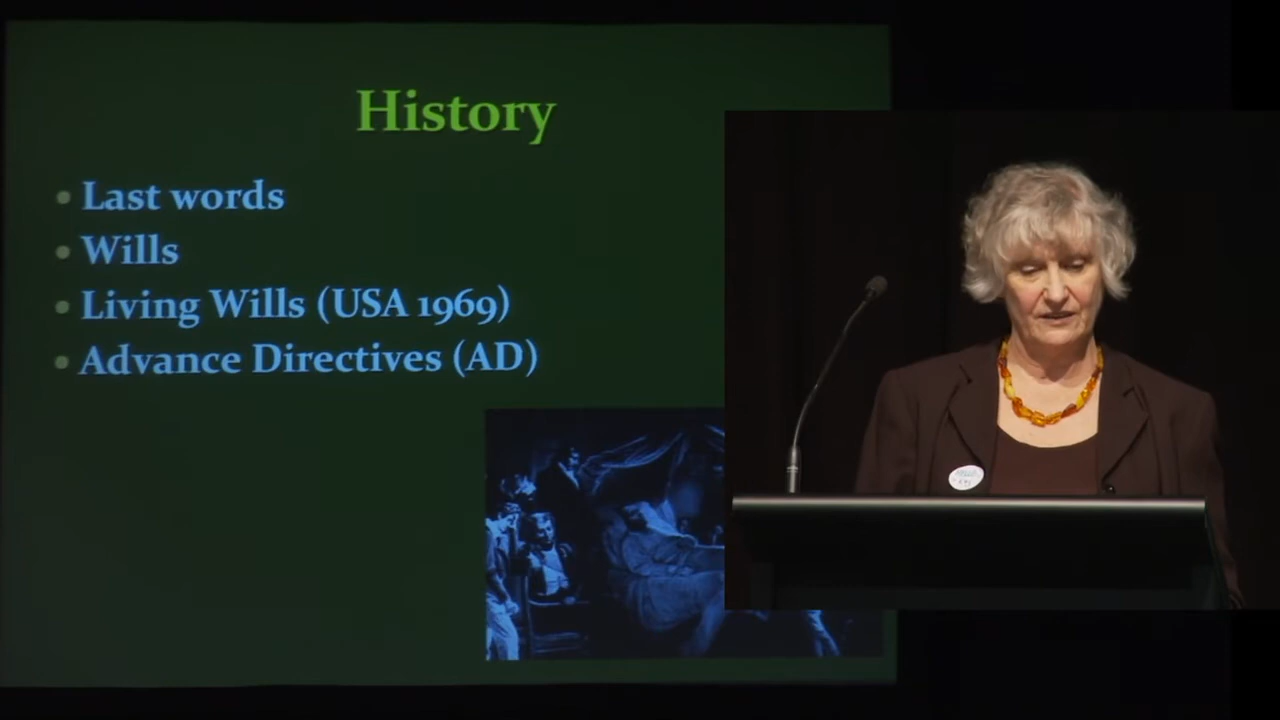 History
• Last words
• Wills
• Living Wills (USA 1969)
• Advance Directives (AD)